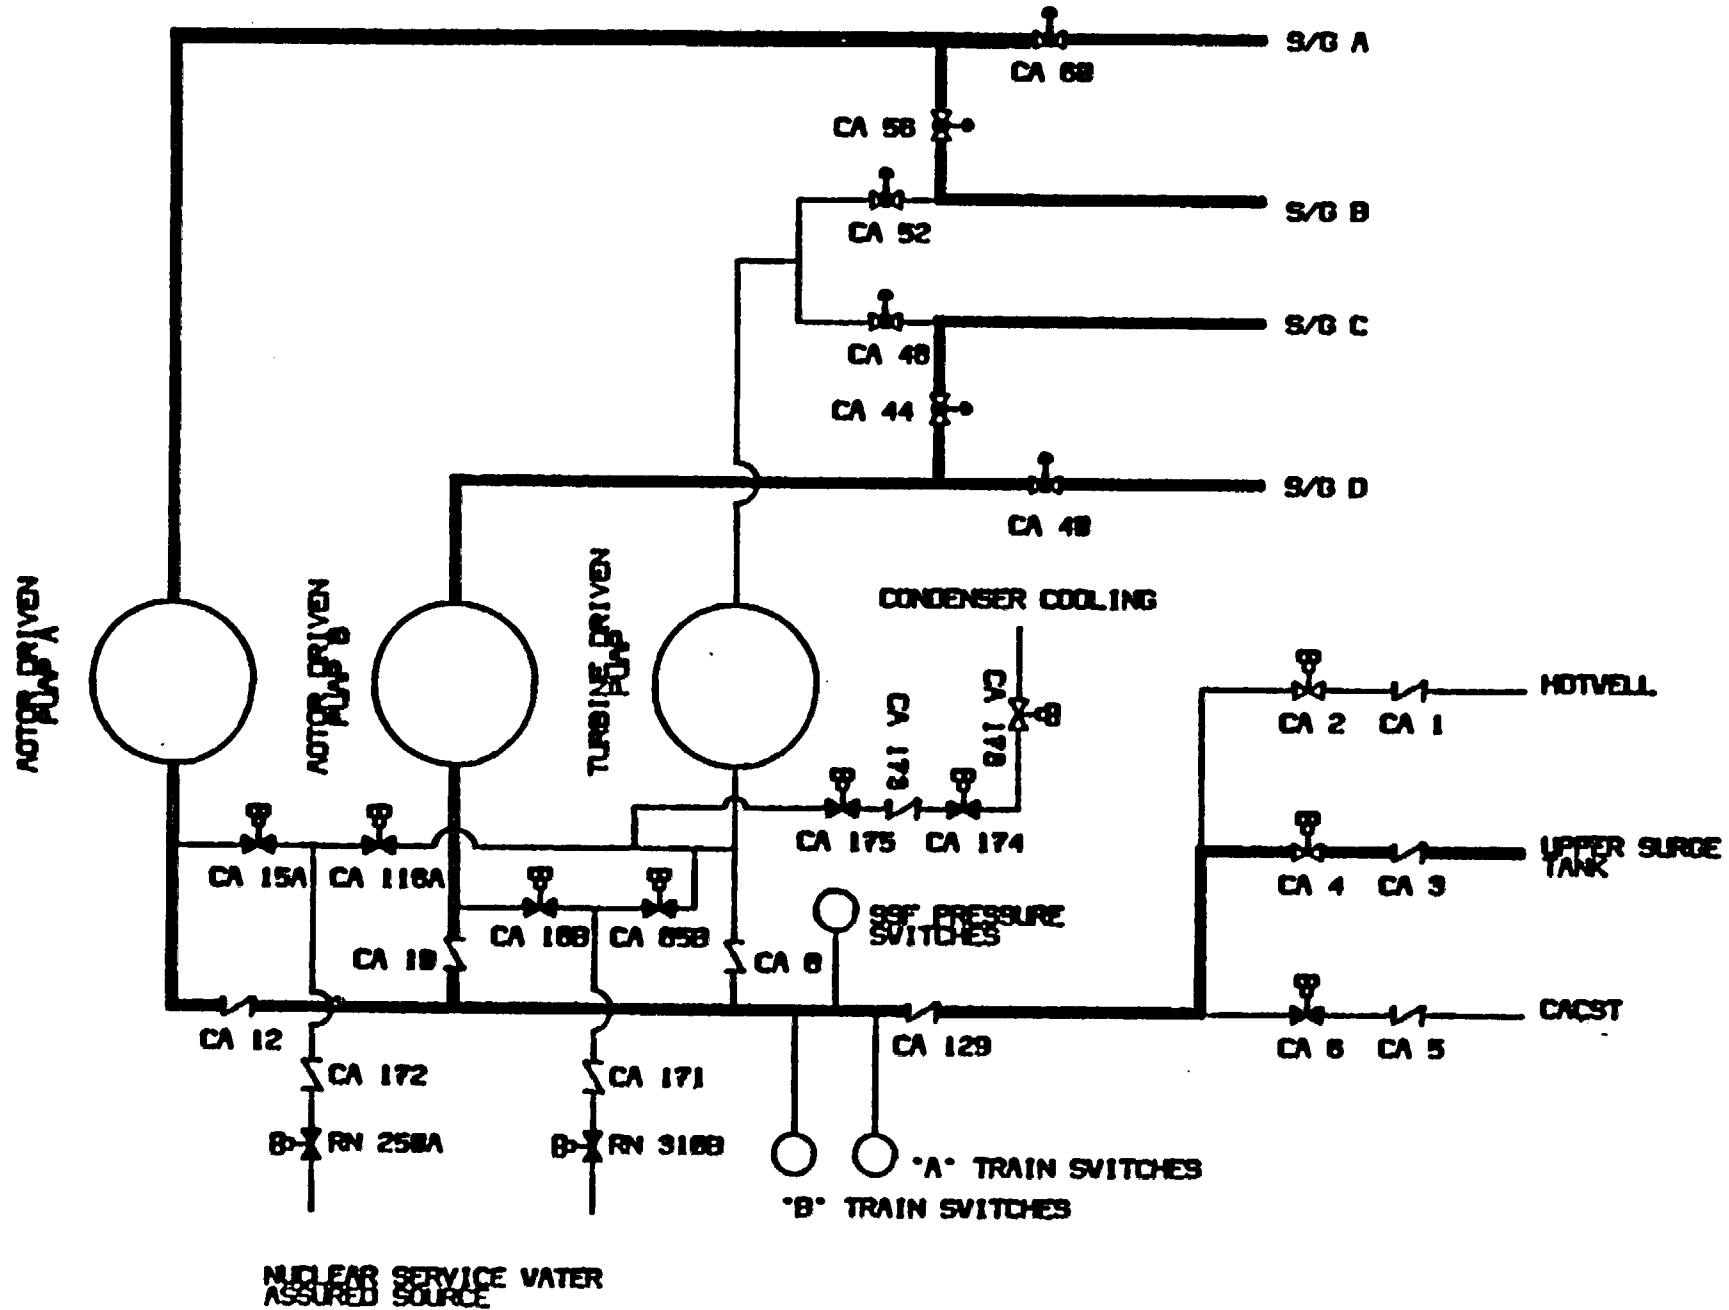 S/G A
CA 60
CA 56
S/G B
CA 52
S/G C
CA 48
CA 44
S/G D
CA 40
MOTOR DRIVEN
PUMP A
MOTOR DRIVEN
PUMP B
TURBINE DRIVEN
PUMP
CONDENSER COOLING
CA 178
CA 173
CA 175
CA 174
HOTWELL
CA 2
CA 1
UPPER SURGE
TANK
CA 4
CA 3
CA 15A
CA 116A
CA 18B
CA 85B
SSF PRESSURE
SWITCHES
CA 10
CA 8
CACST
CA 6
CA 5
CA 12
CA 129
CA 172
CA 171
RN 250A
RN 310B
"A" TRAIN SWITCHES
"B" TRAIN SWITCHES
NUCLEAR SERVICE WATER
ASSURED SOURCE